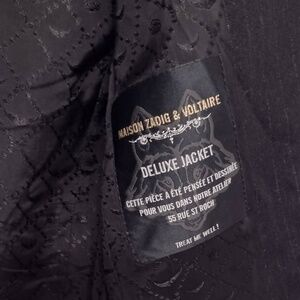 MAISON ZADIG & VOLTAIRE
DELUXE JACKET
CETTE PIÈCE A ÉTÉ PENSÉE ET DESSINÉE
POUR VOUS DANS NOTRE ATELIER
55 RUE ST ROCH
TREAT ME WELL!